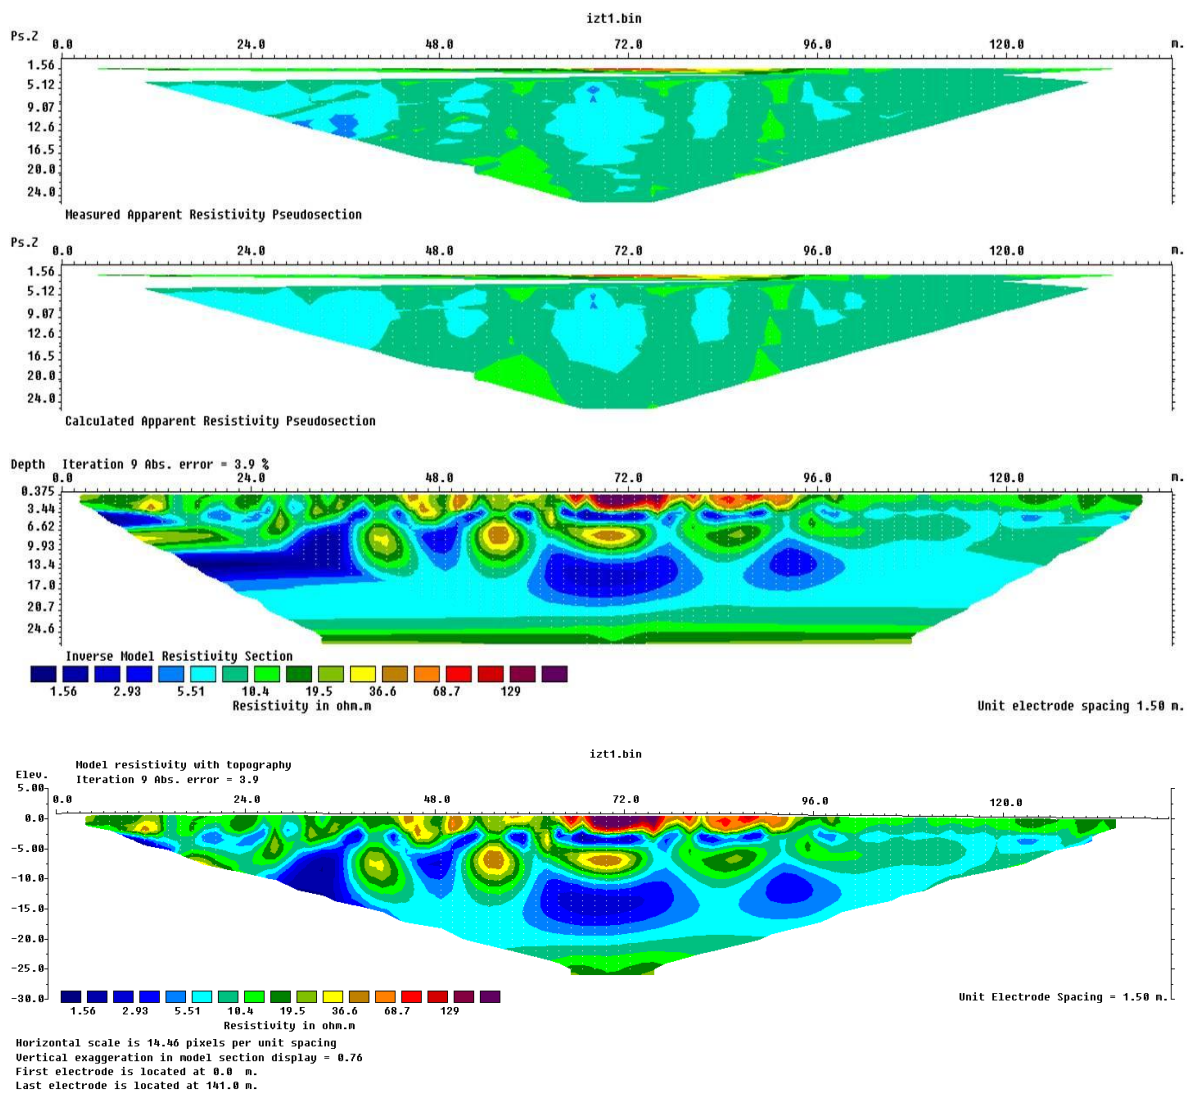 izt1.bin
Ps.Z 0.0 24.0 48.0 72.0 96.0 120.0 m.
1.56
5.12
9.07
12.6
16.5
20.0
24.0
Measured Apparent Resistivity Pseudosection
Ps.Z 0.0 24.0 48.0 72.0 96.0 120.0 m.
1.56
5.12
9.07
12.6
16.5
20.0
24.0
Calculated Apparent Resistivity Pseudosection
Depth Iteration 9 Abs. error = 3.9 %
0.0 24.0 48.0 72.0 96.0 120.0 m.
0.375
3.44
6.62
9.93
13.4
17.0
20.7
24.6
Inverse Model Resistivity Section
1.56 2.93 5.51 10.4 19.5 36.6 68.7 129
Resistivity in ohm.m Unit electrode spacing 1.50 m.
izt1.bin
Model resistivity with topography
Iteration 9 Abs. error = 3.9
Elev.
5.00
0.0 24.0 48.0 72.0 96.0 120.0
0.0
-5.00
-10.0
-15.0
-20.0
-25.0
-30.0
Unit Electrode Spacing = 1.50 m.
1.56 2.93 5.51 10.4 19.5 36.6 68.7 129
Resistivity in ohm.m
Horizontal scale is 14.46 pixels per unit spacing
Vertical exaggeration in model section display = 0.76
First electrode is located at 0.0 m.
Last electrode is located at 141.0 m.